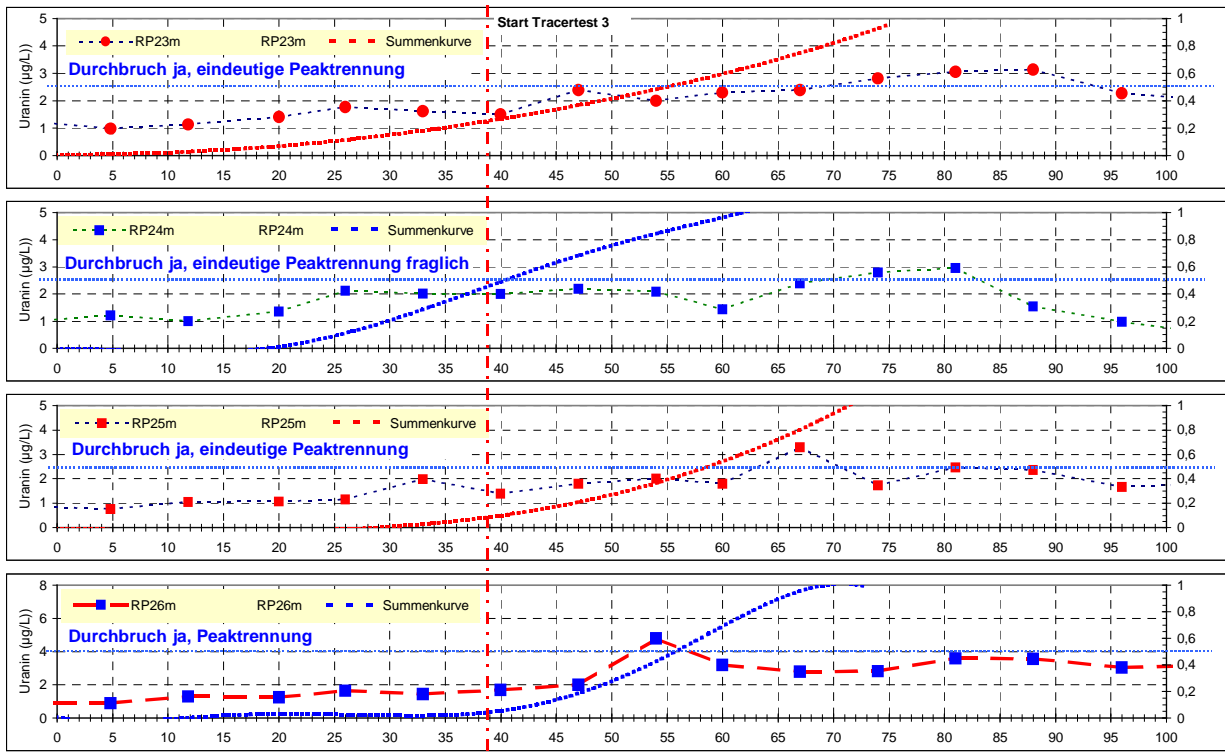 Start Tracertest 3
RP23m RP23m Summenkurve
Durchbruch ja, eindeutige Peaktrennung
Uranin (µg/L))
5
4
3
2
1
0
1
0,8
0,6
0,4
0,2
0
0 5 10 15 20 25 30 35 40 45 50 55 60 65 70 75 80 85 90 95 100
RP24m RP24m Summenkurve
Durchbruch ja, eindeutige Peaktrennung fraglich
Uranin (µg/L))
5
4
3
2
1
0
1
0,8
0,6
0,4
0,2
0
0 5 10 15 20 25 30 35 40 45 50 55 60 65 70 75 80 85 90 95 100
RP25m RP25m Summenkurve
Durchbruch ja, eindeutige Peaktrennung
Uranin (µg/L))
5
4
3
2
1
0
1
0,8
0,6
0,4
0,2
0
0 5 10 15 20 25 30 35 40 45 50 55 60 65 70 75 80 85 90 95 100
RP26m RP26m Summenkurve
Durchbruch ja, Peaktrennung
Uranin (µg/L))
8
6
4
2
0
1
0,8
0,6
0,4
0,2
0
0 5 10 15 20 25 30 35 40 45 50 55 60 65 70 75 80 85 90 95 100